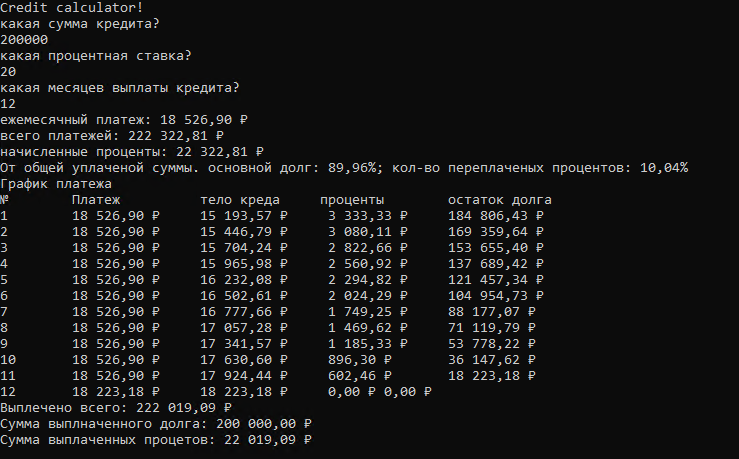 Credit calculator!
какая сумма кредита?
200000
какая процентная ставка?
20
какая месяцев выплаты кредита?
12
ежемесячный платеж: 18 526,90 ₽
всего платежей: 222 322,81 ₽
начисленные проценты: 22 322,81 ₽
От общей уплаченой суммы. основной долг: 89,96%; кол-во переплаченых процентов: 10,04%
График платежа
№ Платеж тело креда проценты остаток долга
1 18 526,90 ₽ 15 193,57 ₽ 3 333,33 ₽ 184 806,43 ₽
2 18 526,90 ₽ 15 446,79 ₽ 3 080,11 ₽ 169 359,64 ₽
3 18 526,90 ₽ 15 704,24 ₽ 2 822,66 ₽ 153 655,40 ₽
4 18 526,90 ₽ 15 965,98 ₽ 2 560,92 ₽ 137 689,42 ₽
5 18 526,90 ₽ 16 232,08 ₽ 2 294,82 ₽ 121 457,34 ₽
6 18 526,90 ₽ 16 502,61 ₽ 2 024,29 ₽ 104 954,73 ₽
7 18 526,90 ₽ 16 777,66 ₽ 1 749,25 ₽ 88 177,07 ₽
8 18 526,90 ₽ 17 057,28 ₽ 1 469,62 ₽ 71 119,79 ₽
9 18 526,90 ₽ 17 341,57 ₽ 1 185,33 ₽ 53 778,22 ₽
10 18 526,90 ₽ 17 630,60 ₽ 896,30 ₽ 36 147,62 ₽
11 18 526,90 ₽ 17 924,44 ₽ 602,46 ₽ 18 223,18 ₽
12 18 223,18 ₽ 18 223,18 ₽ 0,00 ₽ 0,00 ₽
Выплечено всего: 222 019,09 ₽
Сумма выплначенного долга: 200 000,00 ₽
Сумма выплаченных процетов: 22 019,09 ₽